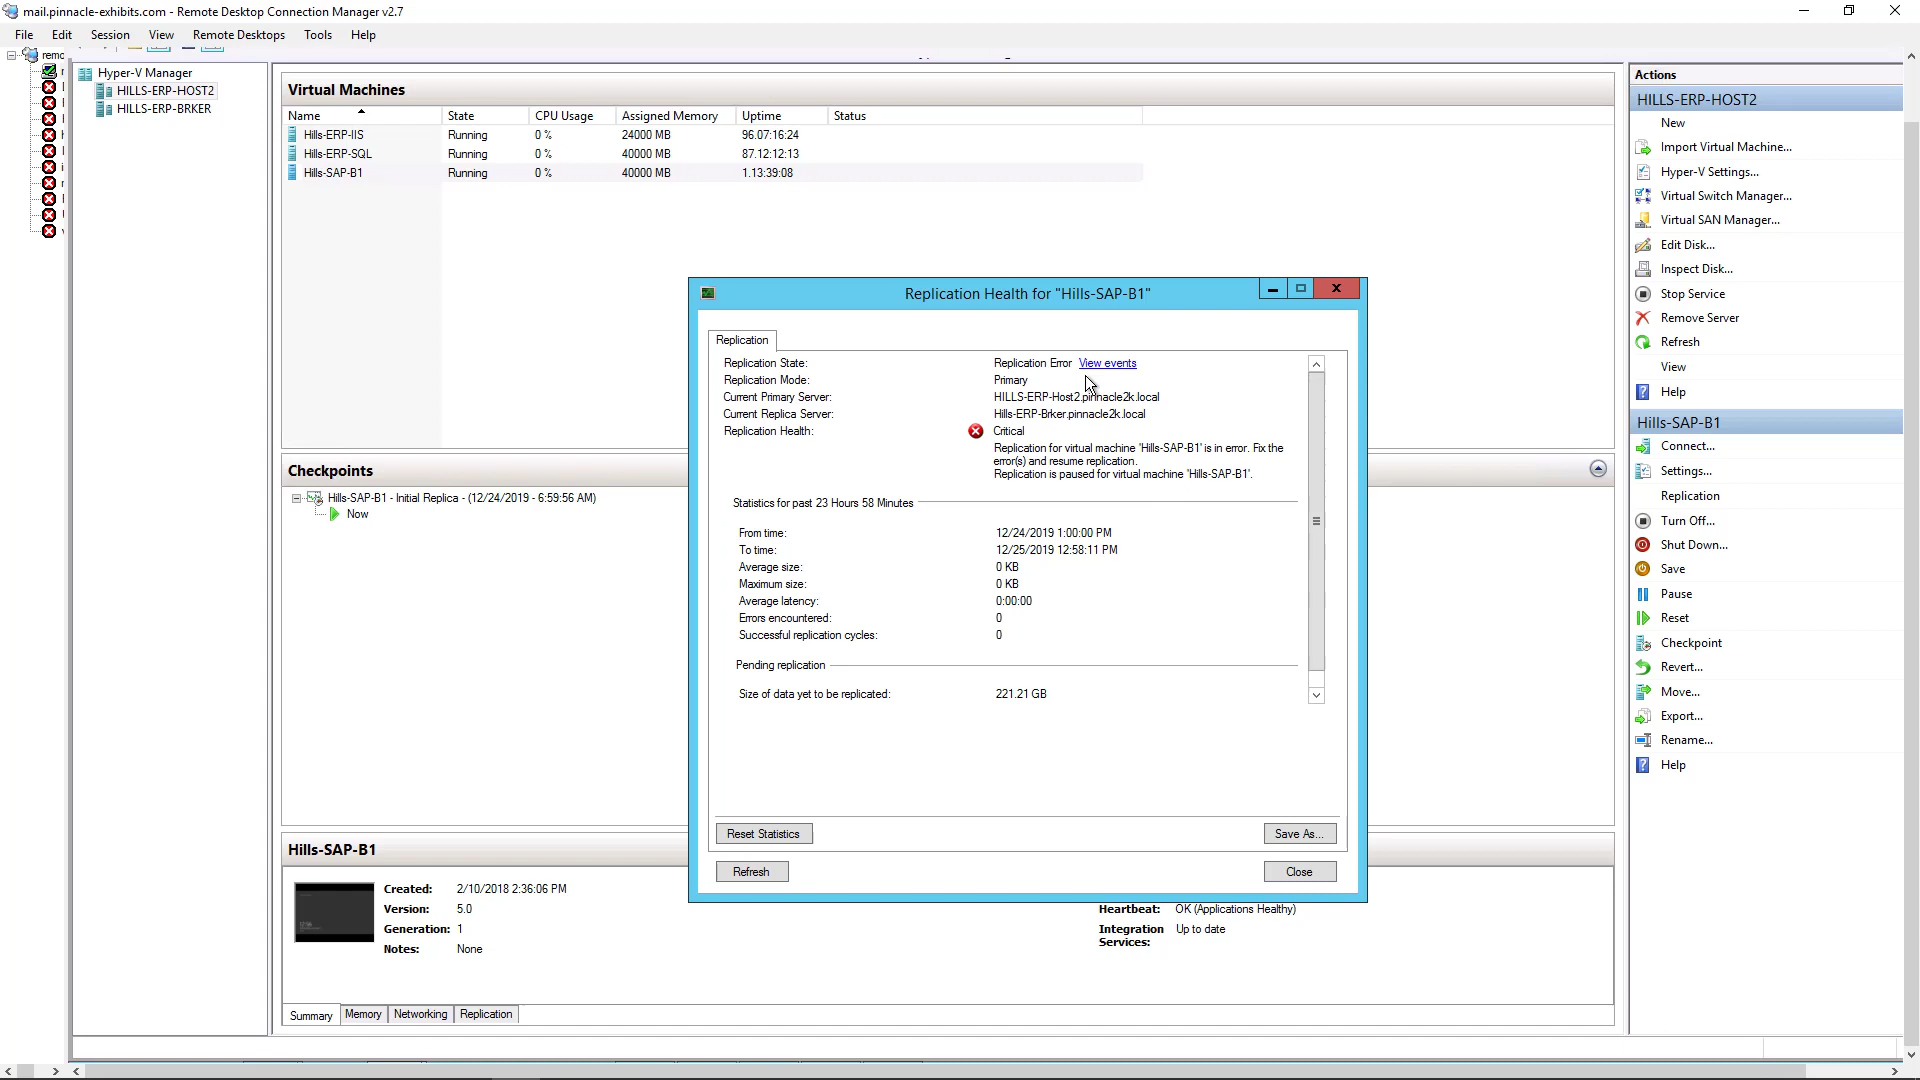 mail.pinnacle-exhibits.com - Remote Desktop Connection Manager v2.7
File Edit Session View Remote Desktops Tools Help
remo
Hyper-V Manager
HILLS-ERP-HOST2
HILLS-ERP-BRKER
Virtual Machines
Name State CPU Usage Assigned Memory Uptime Status
Hills-ERP-IIS Running 0 % 24000 MB 96.07:16:24
Hills-ERP-SQL Running 0 % 40000 MB 87.12:12:13
Hills-SAP-B1 Running 0 % 40000 MB 1.13:39:08
Checkpoints
Hills-SAP-B1 - Initial Replica - (12/24/2019 - 6:59:56 AM)
Now
Replication Health for "Hills-SAP-B1"
Replication
Replication State: Replication Error View events
Replication Mode: Primary
Current Primary Server: HILLS-ERP-Host2.pinnacle2k.local
Current Replica Server: Hills-ERP-Brker.pinnacle2k.local
Replication Health: Critical
Replication for virtual machine 'Hills-SAP-B1' is in error. Fix the
error(s) and resume replication.
Replication is paused for virtual machine 'Hills-SAP-B1'.
Statistics for past 23 Hours 58 Minutes
From time: 12/24/2019 1:00:00 PM
To time: 12/25/2019 12:58:11 PM
Average size: 0 KB
Maximum size: 0 KB
Average latency: 0:00:00
Errors encountered: 0
Successful replication cycles: 0
Pending replication
Size of data yet to be replicated: 221.21 GB
Reset Statistics Save As...
Refresh Close
Hills-SAP-B1
Created: 2/10/2018 2:36:06 PM
Version: 5.0
Generation: 1
Notes: None
Heartbeat: OK (Applications Healthy)
Integration Up to date
Services:
Summary Memory Networking Replication
Actions
HILLS-ERP-HOST2
New
Import Virtual Machine...
Hyper-V Settings...
Virtual Switch Manager...
Virtual SAN Manager...
Edit Disk...
Inspect Disk...
Stop Service
Remove Server
Refresh
View
Help
Hills-SAP-B1
Connect...
Settings...
Replication
Turn Off...
Shut Down...
Save
Pause
Reset
Checkpoint
Revert...
Move...
Export...
Rename...
Help